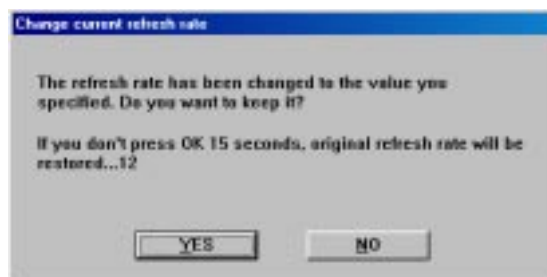 Change current refresh rate
The refresh rate has been changed to the value you
specified. Do you want to keep it?
If you don't press OK 15 seconds, original refresh rate will be
restored...12
YES
NO